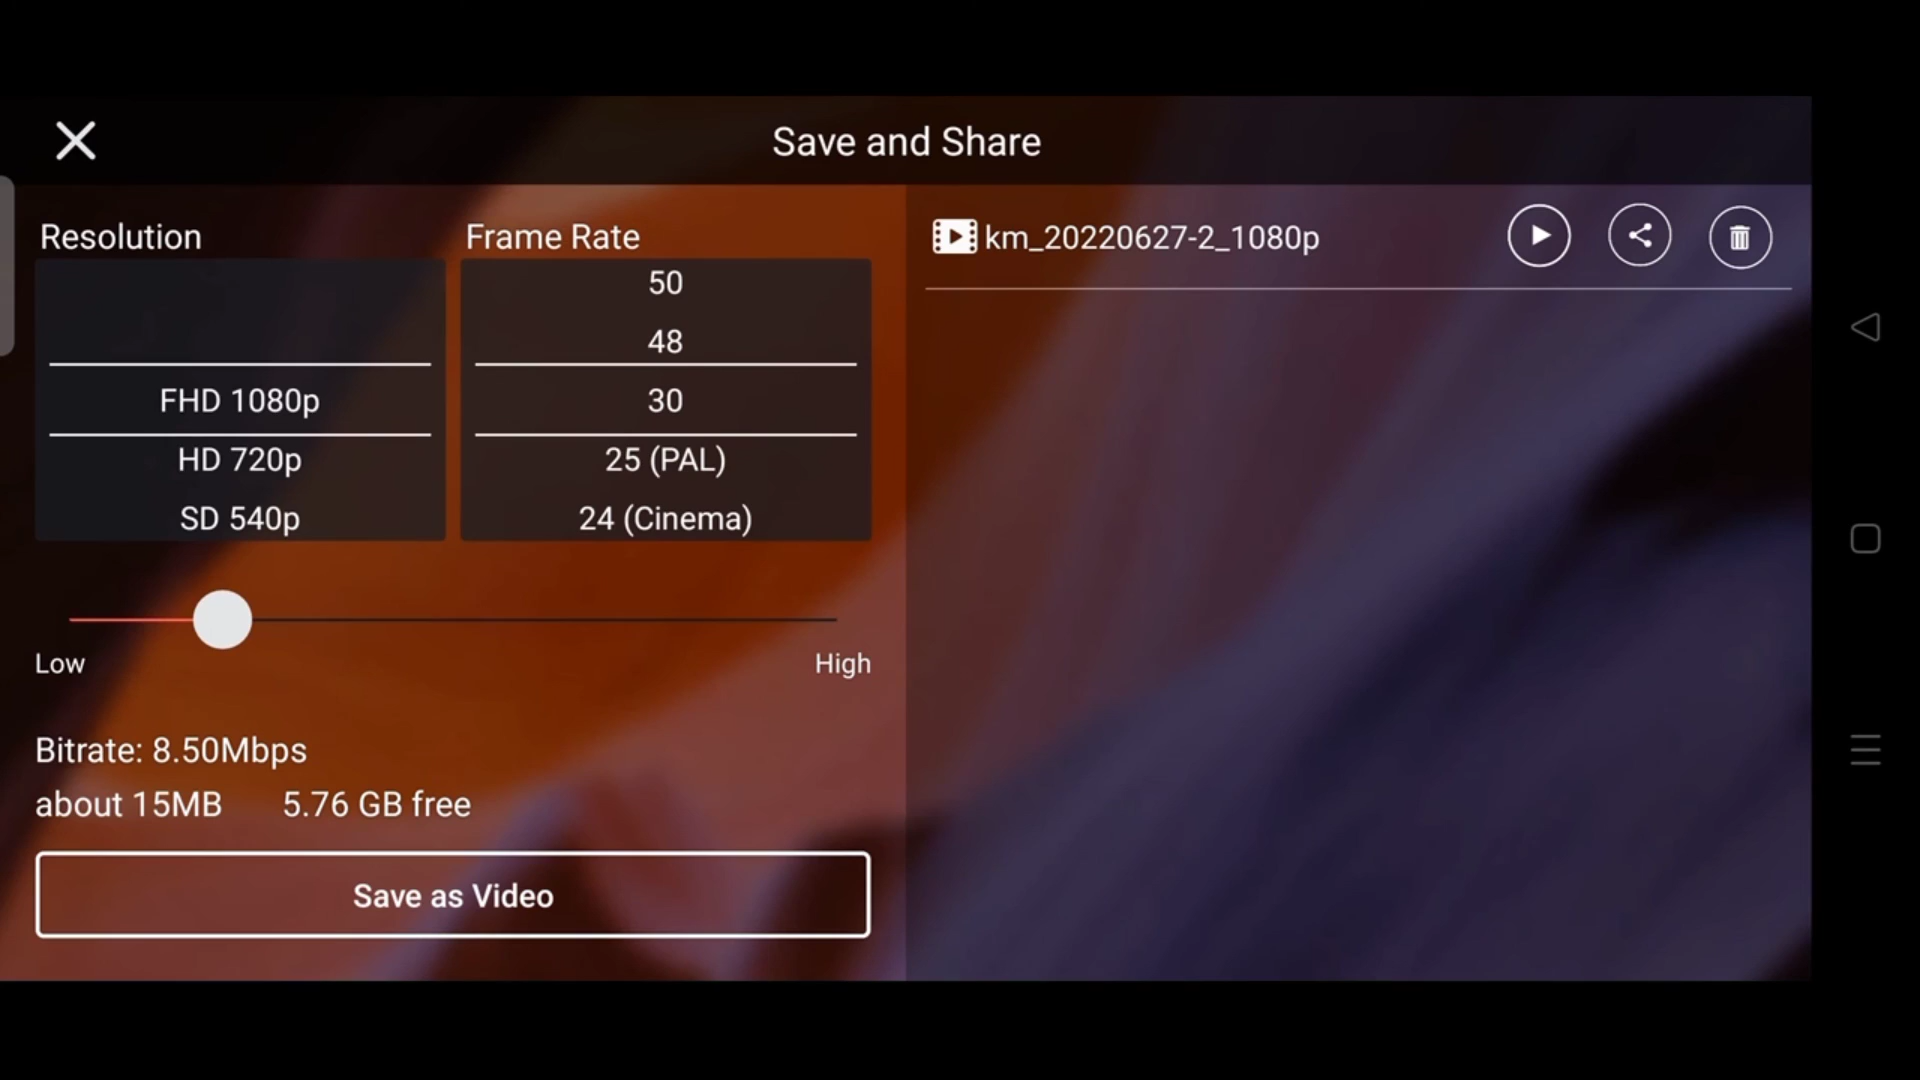 Save and Share
Resolution
FHD 1080p
HD 720p
SD 540p
Frame Rate
50
48
30
25 (PAL)
24 (Cinema)
Low
High
Bitrate: 8.50Mbps
about 15MB 5.76 GB free
Save as Video
km_20220627-2_1080p